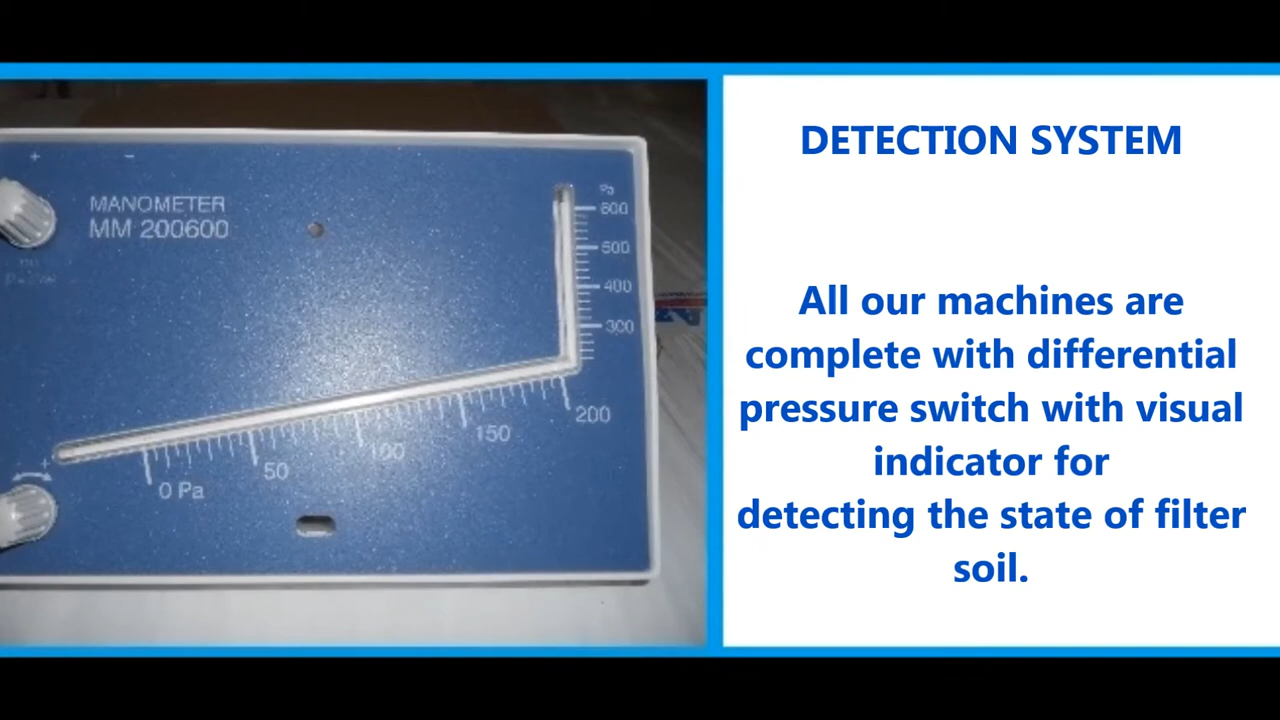 + −
MANOMETER
MM 200600
Pa
600
500
400
300
200
150
100
50
0 Pa
+
DETECTION SYSTEM
All our machines are
complete with differential
pressure switch with visual
indicator for
detecting the state of filter
soil.